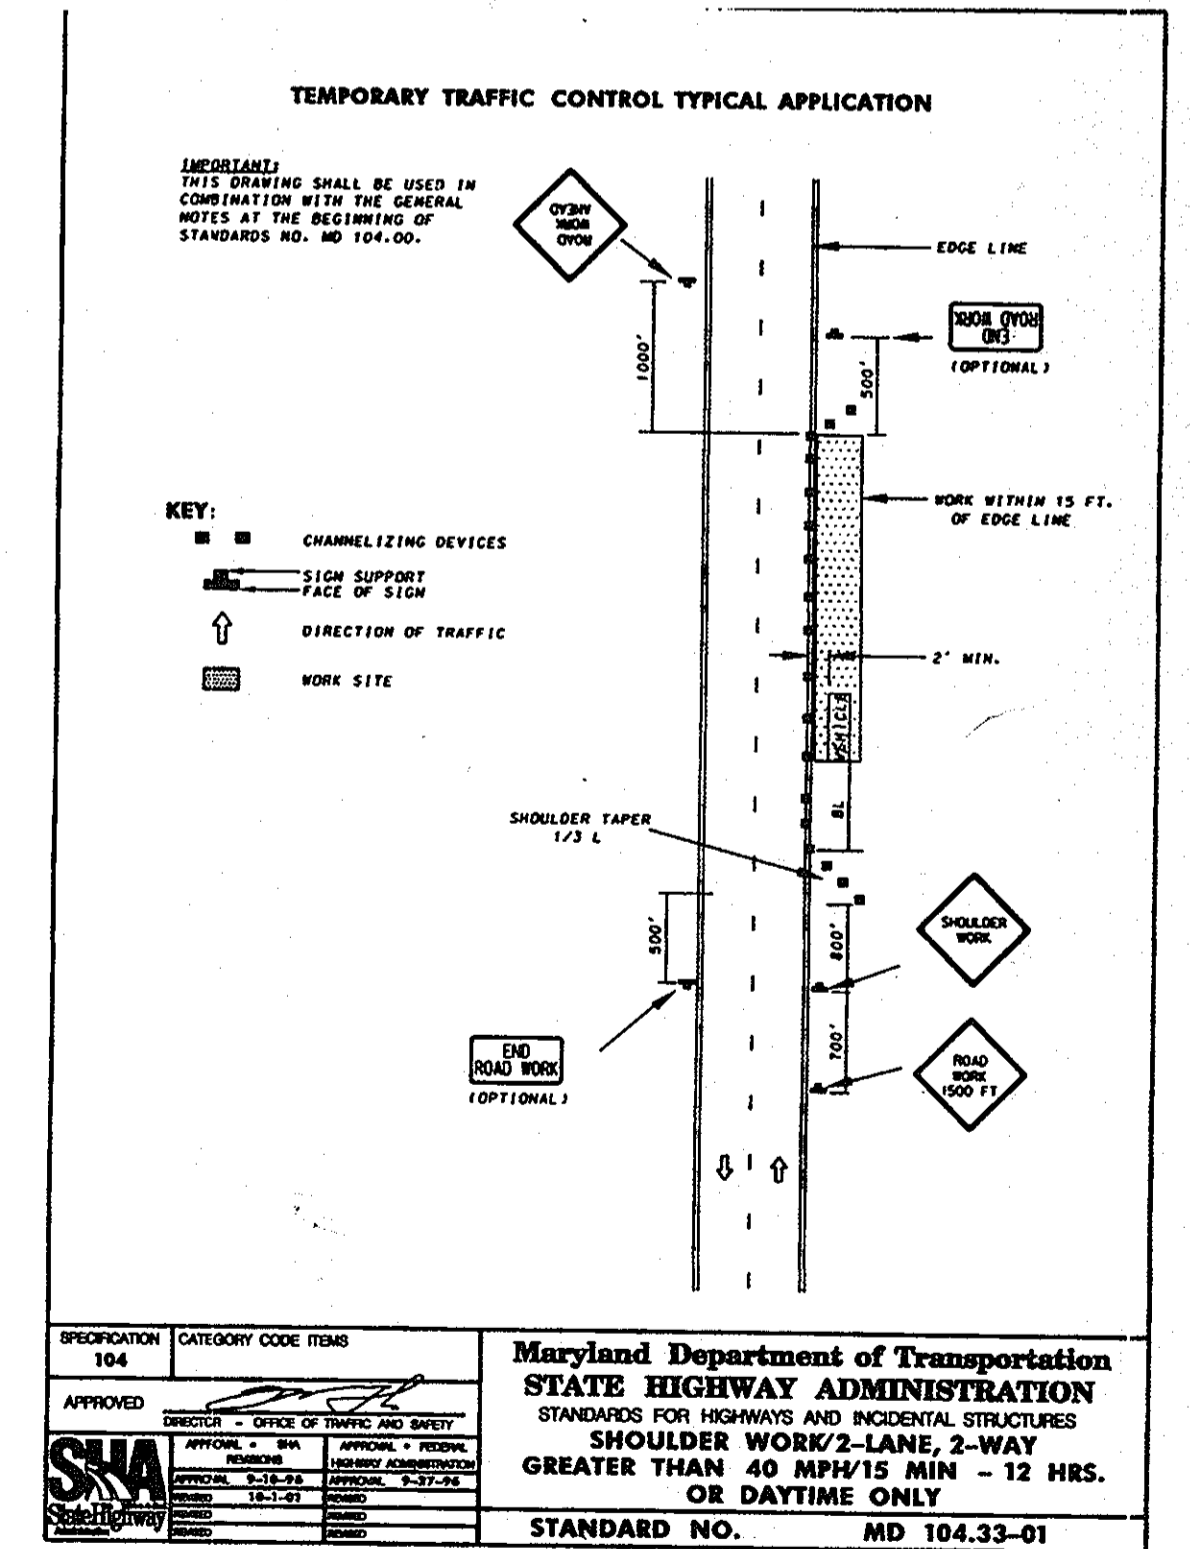 TEMPORARY TRAFFIC CONTROL TYPICAL APPLICATION
IMPORTANT:
THIS DRAWING SHALL BE USED IN
COMBINATION WITH THE GENERAL
NOTES AT THE BEGINNING OF
STANDARDS NO. MD 104.00.
ROAD
WORK
AHEAD
EDGE LINE
END
ROAD WORK
(OPTIONAL)
1000'
500'
WORK WITHIN 15 FT.
OF EDGE LINE
KEY:
CHANNELIZING DEVICES
SIGN SUPPORT
FACE OF SIGN
DIRECTION OF TRAFFIC
WORK SITE
2' MIN.
VEHICLE
SHOULDER TAPER
1/3 L
BL
500'
800'
SHOULDER
WORK
700'
ROAD
WORK
1500 FT
END
ROAD WORK
(OPTIONAL)
SPECIFICATION
104
CATEGORY CODE ITEMS
APPROVED
DIRECTOR - OFFICE OF TRAFFIC AND SAFETY
SHA
StateHighway
Administration
APPROVAL • SHA
REVISIONS
APPROVAL • FEDERAL
HIGHWAY ADMINISTRATION
APPROVAL 9-10-96
APPROVAL 9-27-96
REVISED 10-1-01
REVISED
REVISED
REVISED
REVISED
REVISED
Maryland Department of Transportation
STATE HIGHWAY ADMINISTRATION
STANDARDS FOR HIGHWAYS AND INCIDENTAL STRUCTURES
SHOULDER WORK/2-LANE, 2-WAY
GREATER THAN 40 MPH/15 MIN - 12 HRS.
OR DAYTIME ONLY
STANDARD NO. MD 104.33-01